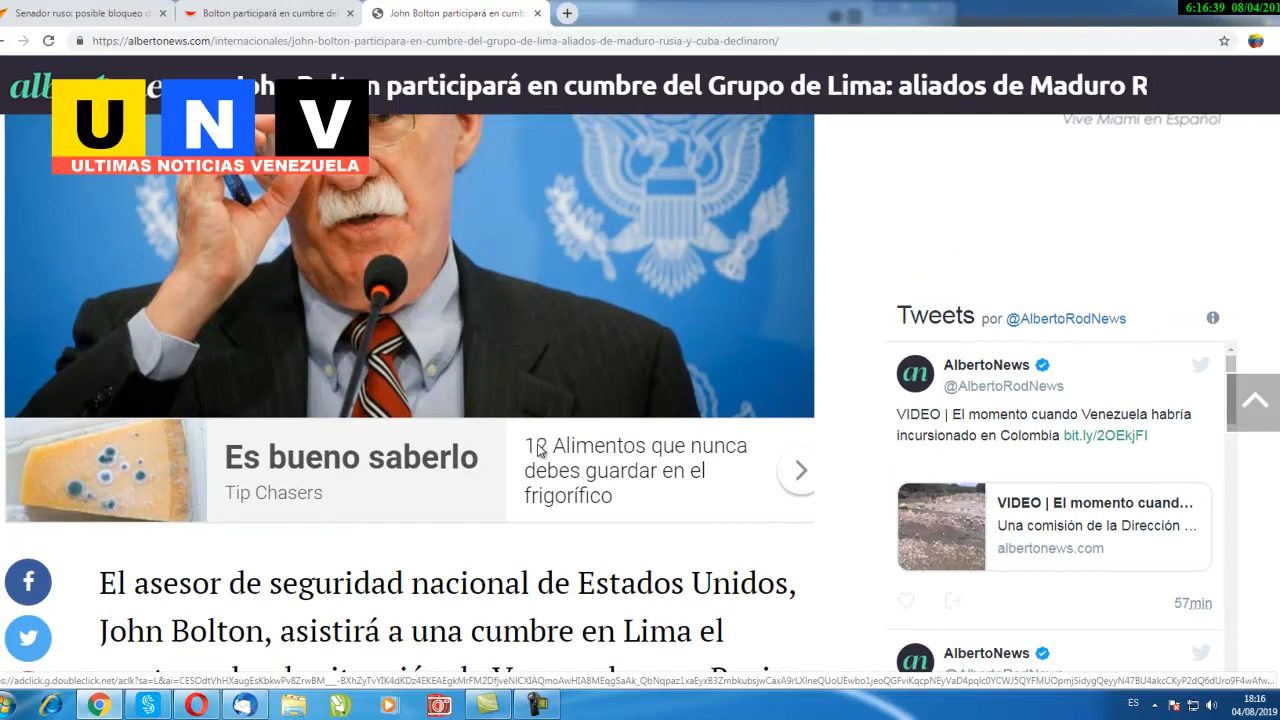 6:16:39 08/04/201
Senador ruso: posible bloqueo d
Bolton participará en cumbre del
John Bolton participará en cumb
https://albertonews.com/internacionales/john-bolton-participara-en-cumbre-del-grupo-de-lima-aliados-de-maduro-rusia-y-cuba-declinaron/
John Bolton participará en cumbre del Grupo de Lima: aliados de Maduro R
U N V
ULTIMAS NOTICIAS VENEZUELA
Vive Miami en Español
Tweets por @AlbertoRodNews
an AlbertoNews
@AlbertoRodNews
VIDEO | El momento cuando Venezuela habría
incursionado en Colombia bit.ly/2OEkjFI
VIDEO | El momento cuand...
Una comisión de la Dirección ...
albertonews.com
57min
Es bueno saberlo
Tip Chasers
Alimentos que nunca
debes guardar en el
frigorífico
El asesor de seguridad nacional de Estados Unidos,
John Bolton, asistirá a una cumbre en Lima el
an AlbertoNews
ES
18:16
04/08/2019